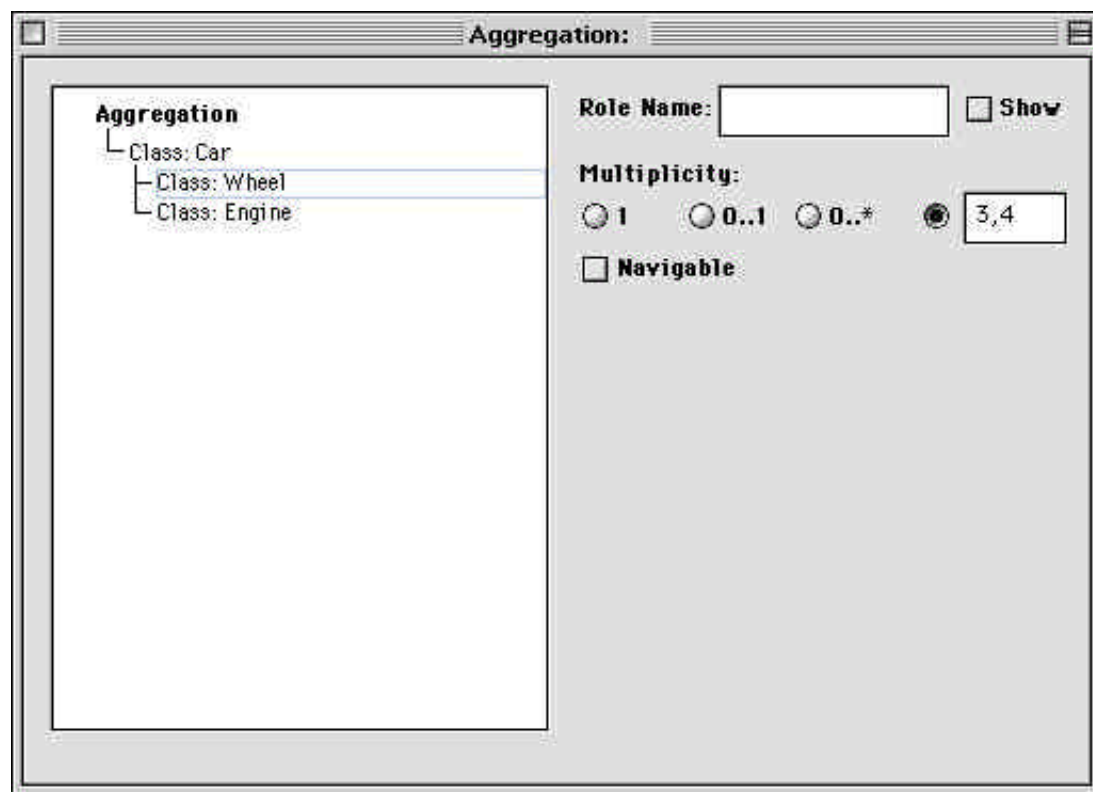 Aggregation:
Aggregation
Class: Car
Class: Wheel
Class: Engine
Role Name:
Show
Multiplicity:
1 0..1 0..* 3,4
Navigable